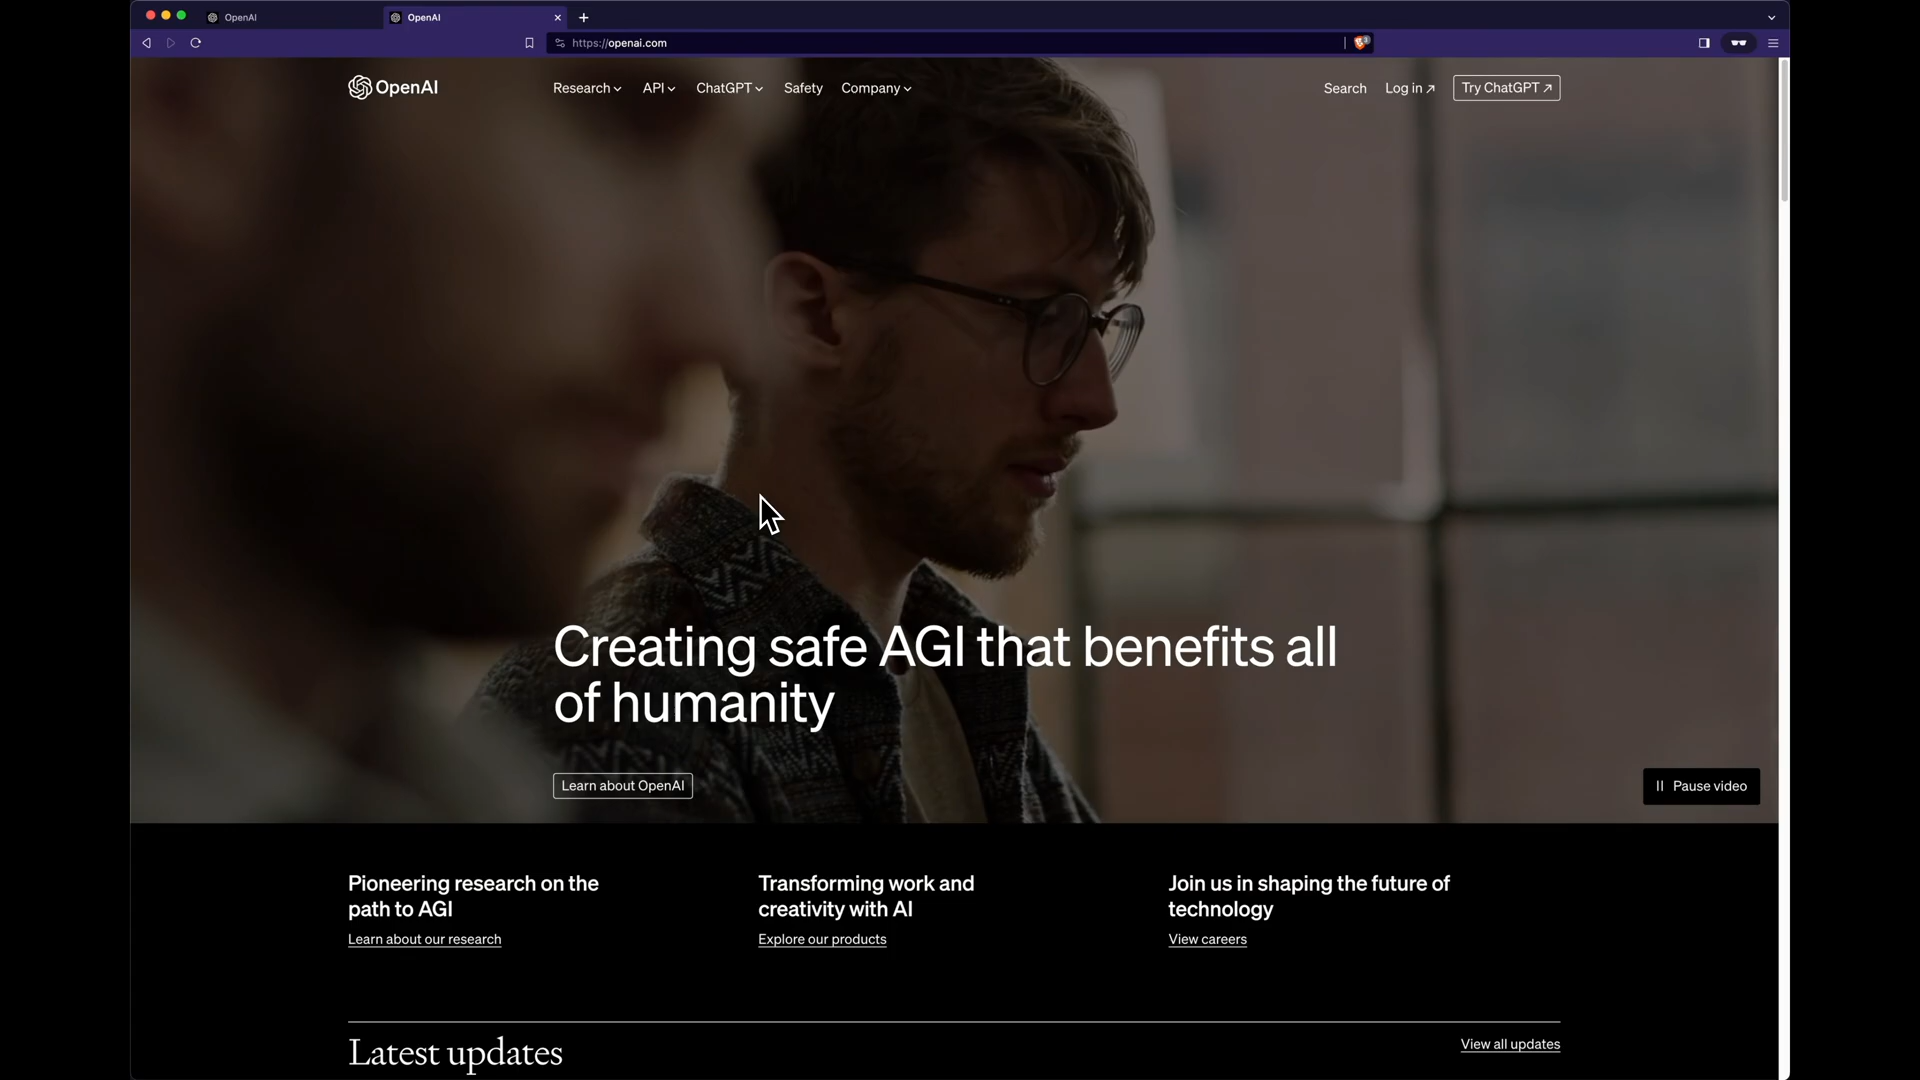 OpenAI
OpenAI
https://openai.com
OpenAI
Research
API
ChatGPT
Safety
Company
Search
Log in ↗
Try ChatGPT ↗
Creating safe AGI that benefits all
of humanity
Learn about OpenAI
Pause video
Pioneering research on the
path to AGI
Learn about our research
Transforming work and
creativity with AI
Explore our products
Join us in shaping the future of
technology
View careers
Latest updates
View all updates